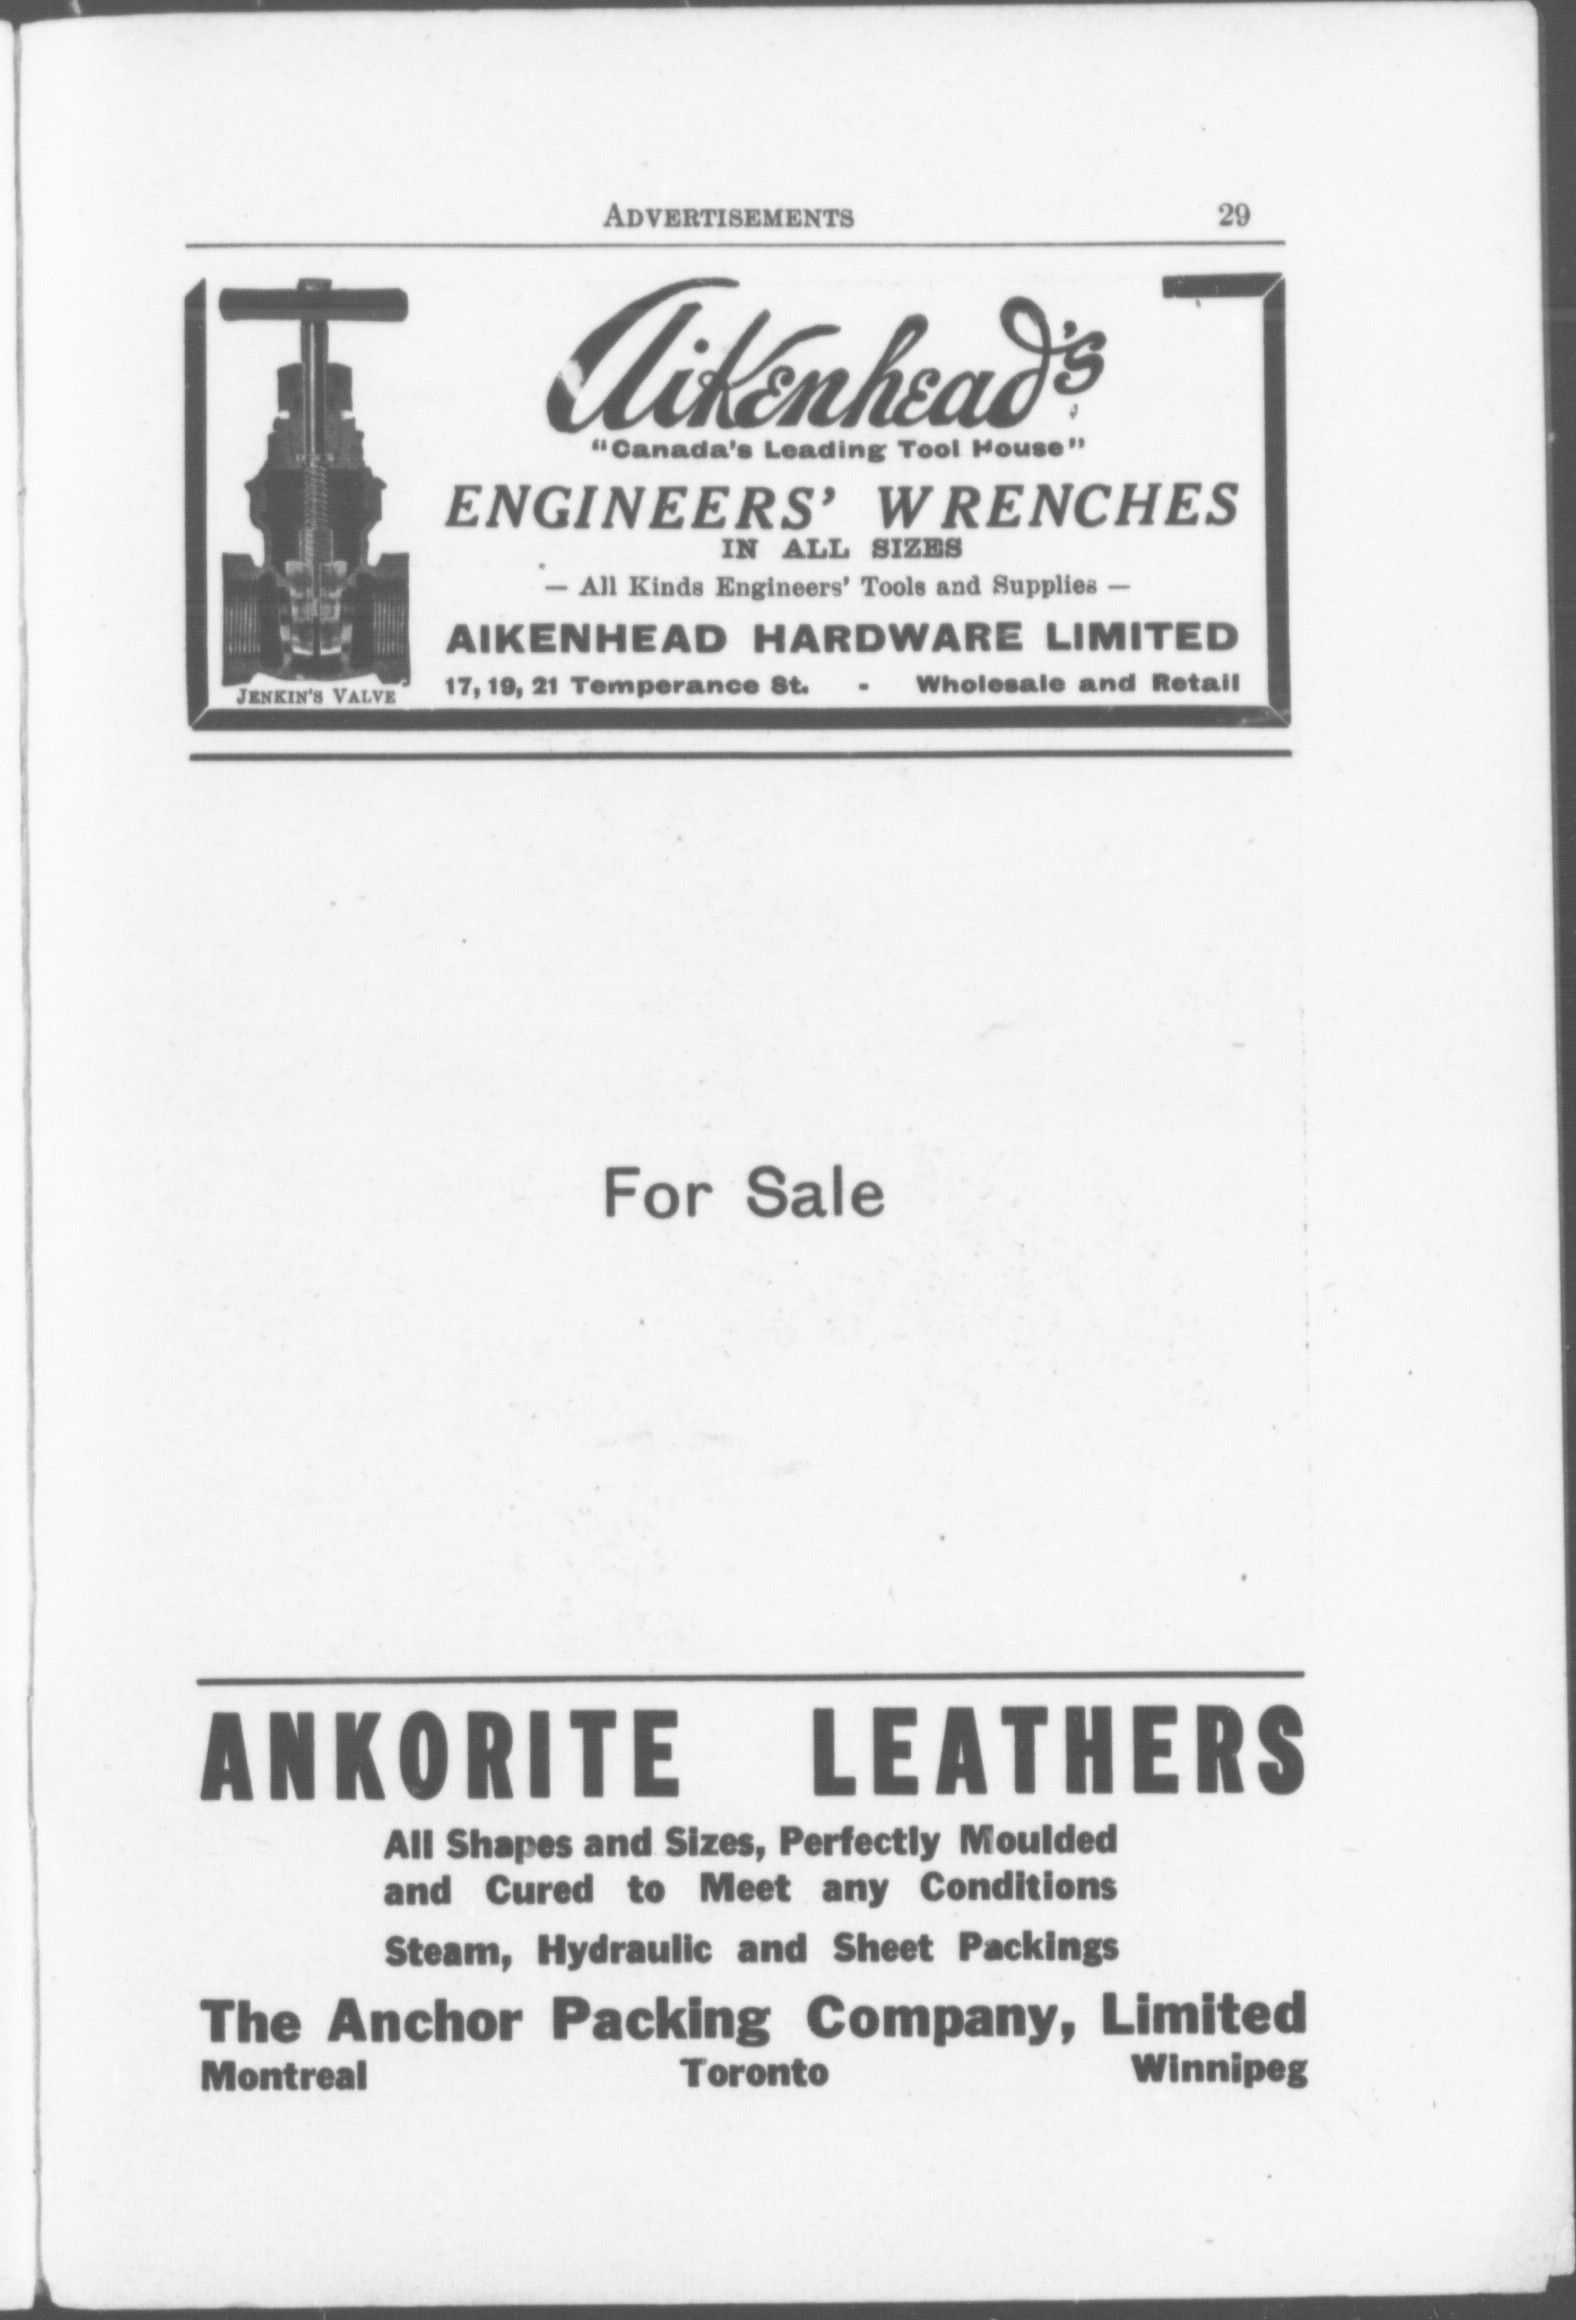 ADVERTISEMENTS 29
Aikenhead's
"Canada's Leading Tool House"
ENGINEERS' WRENCHES
IN ALL SIZES
— All Kinds Engineers' Tools and Supplies —
AIKENHEAD HARDWARE LIMITED
17, 19, 21 Temperance St. - Wholesale and Retail
JENKIN'S VALVE
For Sale
ANKORITE LEATHERS
All Shapes and Sizes, Perfectly Moulded
and Cured to Meet any Conditions
Steam, Hydraulic and Sheet Packings
The Anchor Packing Company, Limited
Montreal Toronto Winnipeg